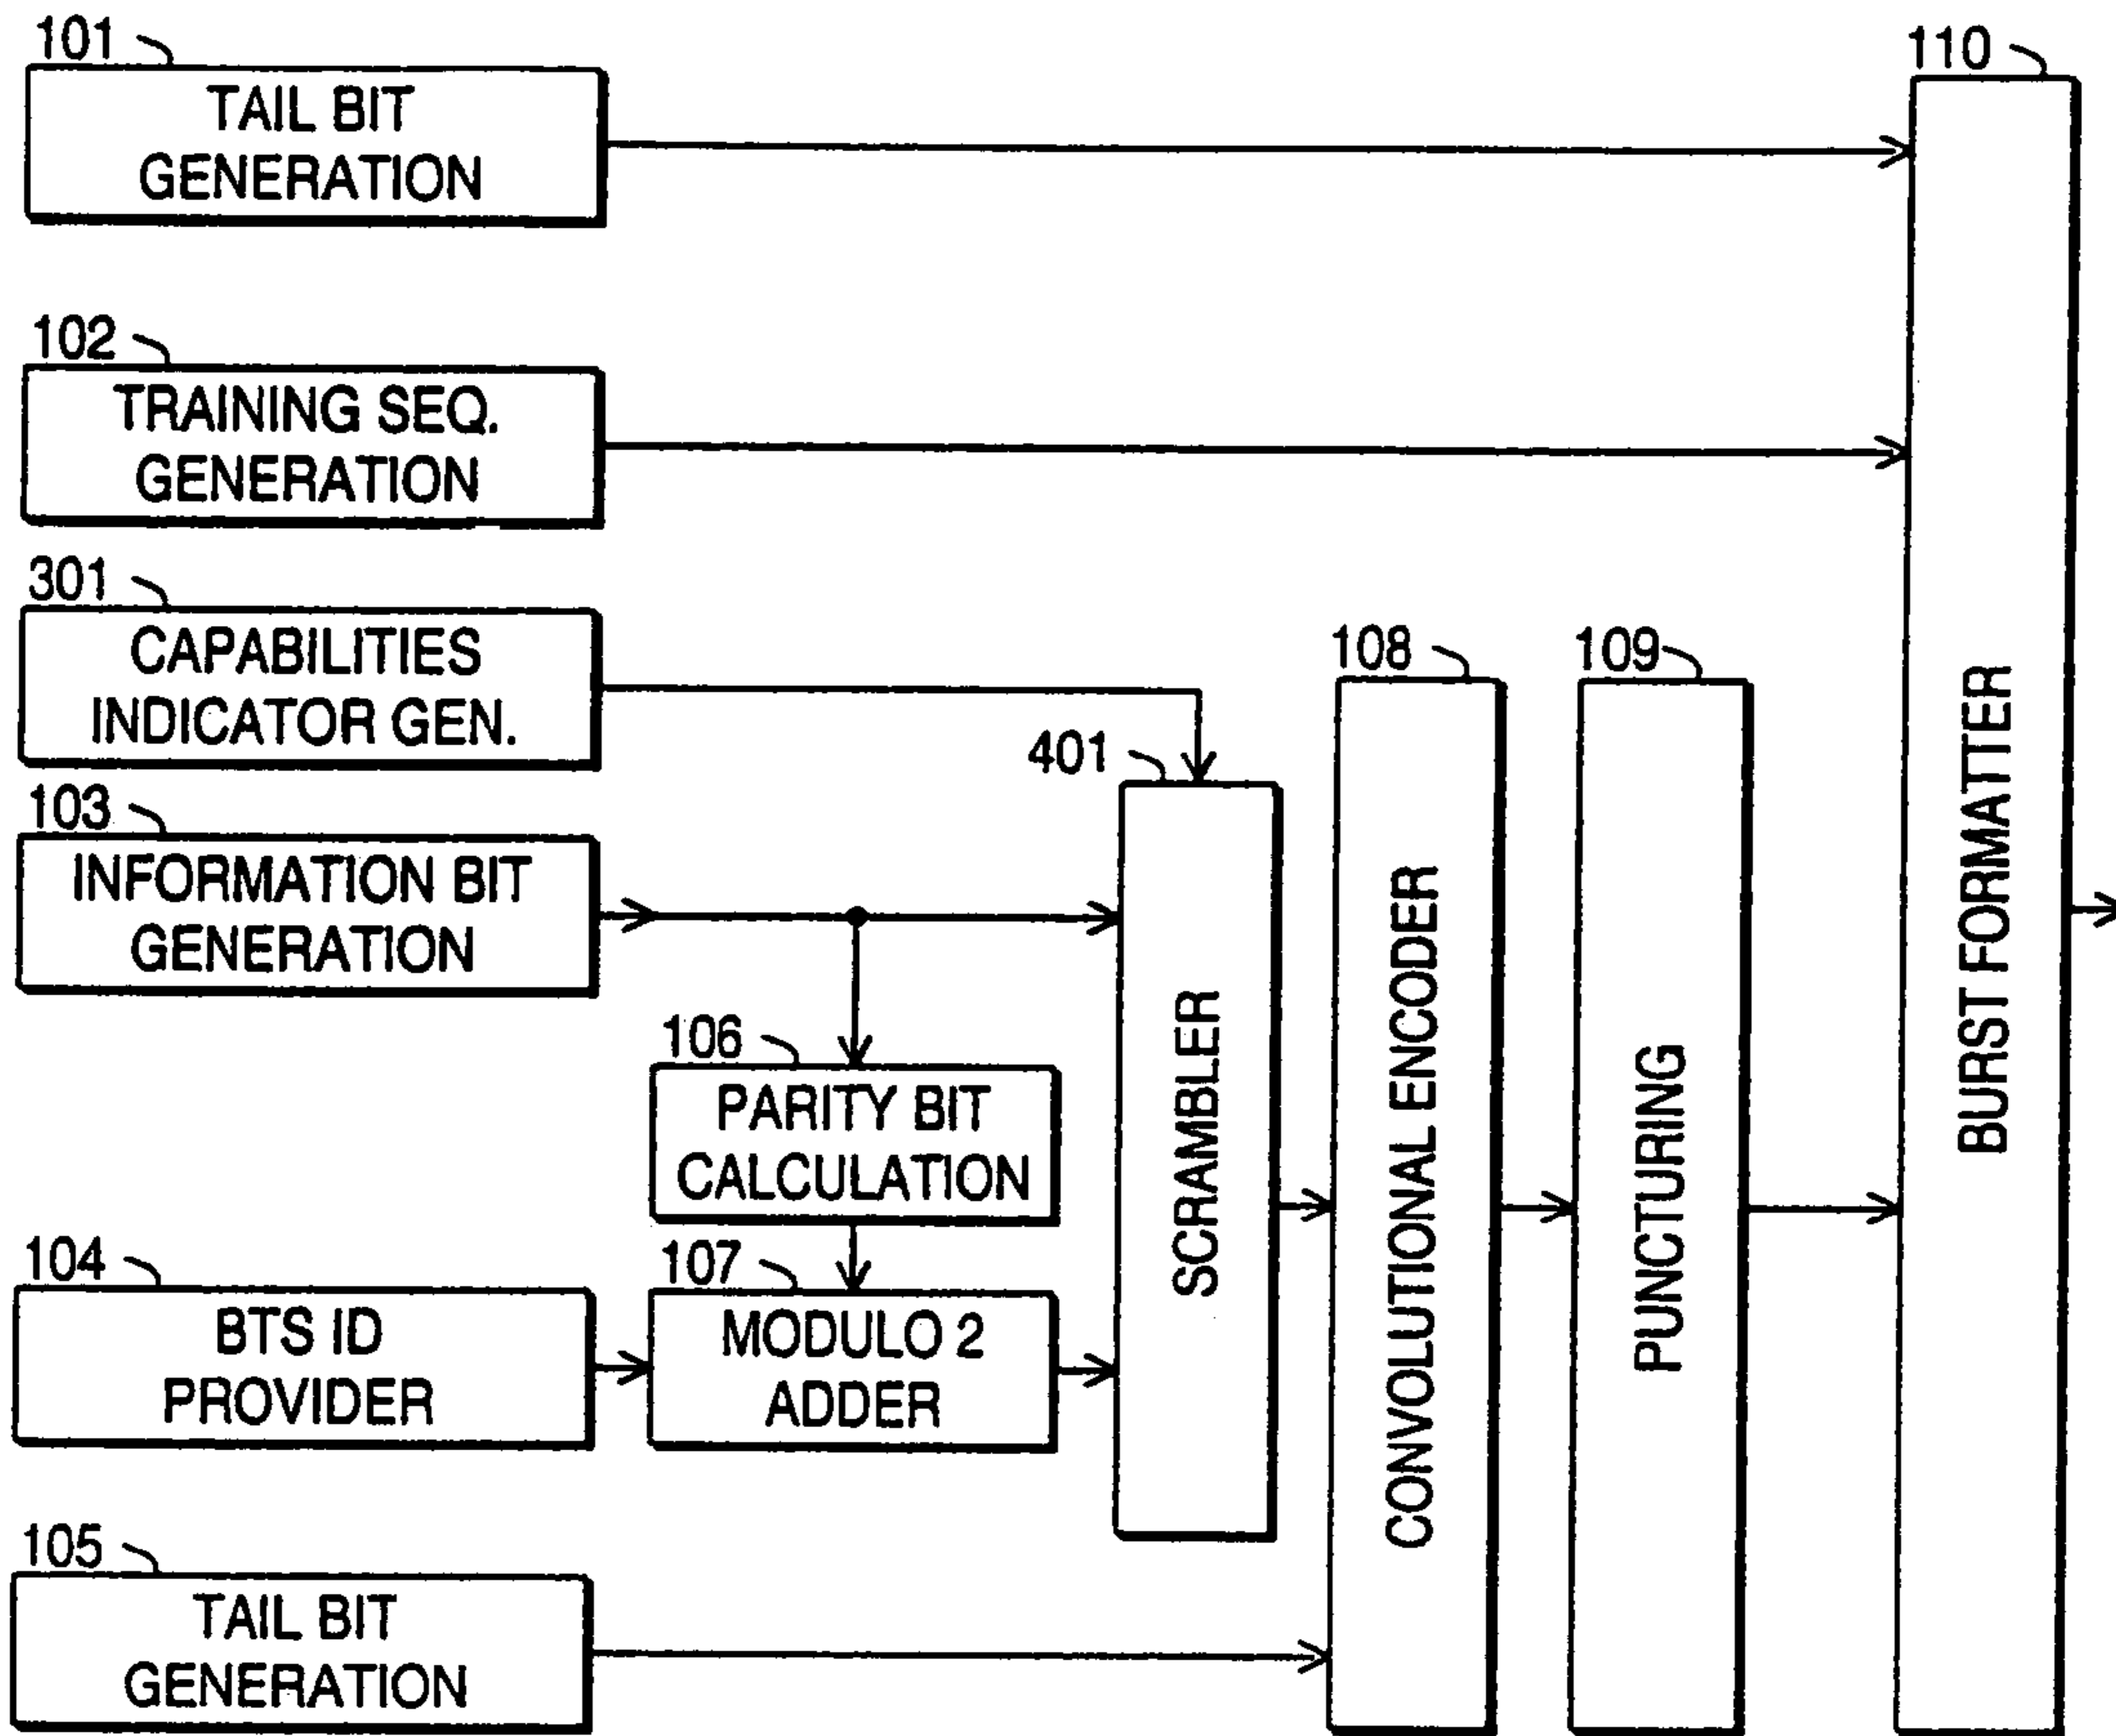 101
TAIL BIT
GENERATION
110
102
TRAINING SEQ.
GENERATION
301
CAPABILITIES
INDICATOR GEN.
108
109
401
103
INFORMATION BIT
GENERATION
106
PARITY BIT
CALCULATION
104
BTS ID
PROVIDER
107
MODULO 2
ADDER
SCRAMBLER
CONVOLUTIONAL ENCODER
PUNCTURING
BURST FORMATTER
105
TAIL BIT
GENERATION